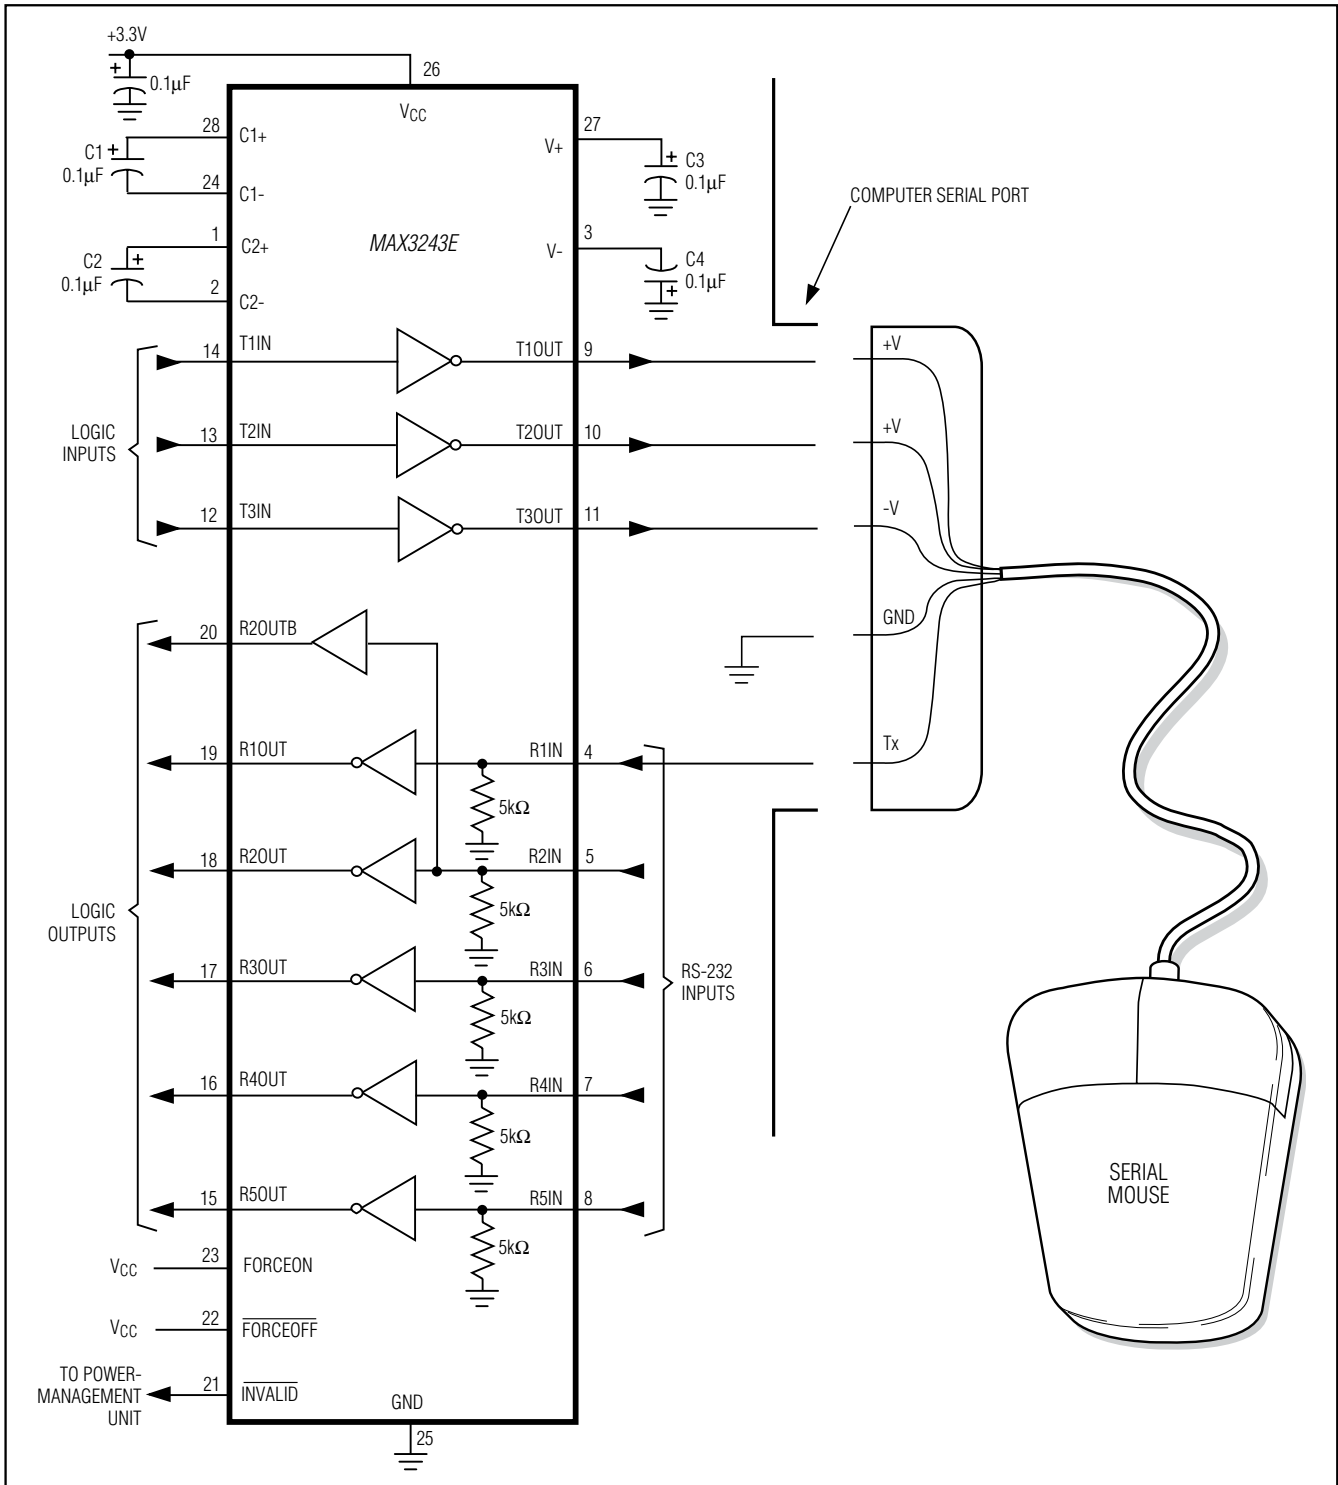 +3.3V
+
0.1μF
26
VCC
28
C1+
C1
+
0.1μF
24
C1-
27
V+
+
C3
0.1μF
1
C2+
C2
+
0.1μF
2
C2-
MAX3243E
3
V-
C4
0.1μF
+
COMPUTER SERIAL PORT
14
T1IN
T1OUT
9
+V
LOGIC
INPUTS
13
T2IN
T2OUT
10
+V
12
T3IN
T3OUT
11
-V
20
R2OUTB
GND
19
R1OUT
R1IN
4
Tx
5kΩ
18
R2OUT
R2IN
5
5kΩ
LOGIC
OUTPUTS
17
R3OUT
R3IN
6
5kΩ
RS-232
INPUTS
16
R4OUT
R4IN
7
5kΩ
15
R5OUT
R5IN
8
5kΩ
VCC
23
FORCEON
VCC
22
FORCEOFF
TO POWER-
MANAGEMENT
UNIT
21
INVALID
GND
25
SERIAL
MOUSE